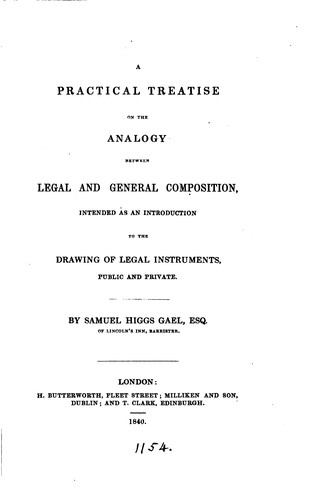 A
PRACTICAL TREATISE
ON THE
ANALOGY
BETWEEN
LEGAL AND GENERAL COMPOSITION,
INTENDED AS AN INTRODUCTION
TO THE
DRAWING OF LEGAL INSTRUMENTS,
PUBLIC AND PRIVATE.
BY SAMUEL HIGGS GAEL, ESQ.
OF LINCOLN'S INN, BARRISTER.
LONDON:
H. BUTTERWORTH, FLEET STREET; MILLIKEN AND SON,
DUBLIN; AND T. CLARK, EDINBURGH.
1840.
1154.